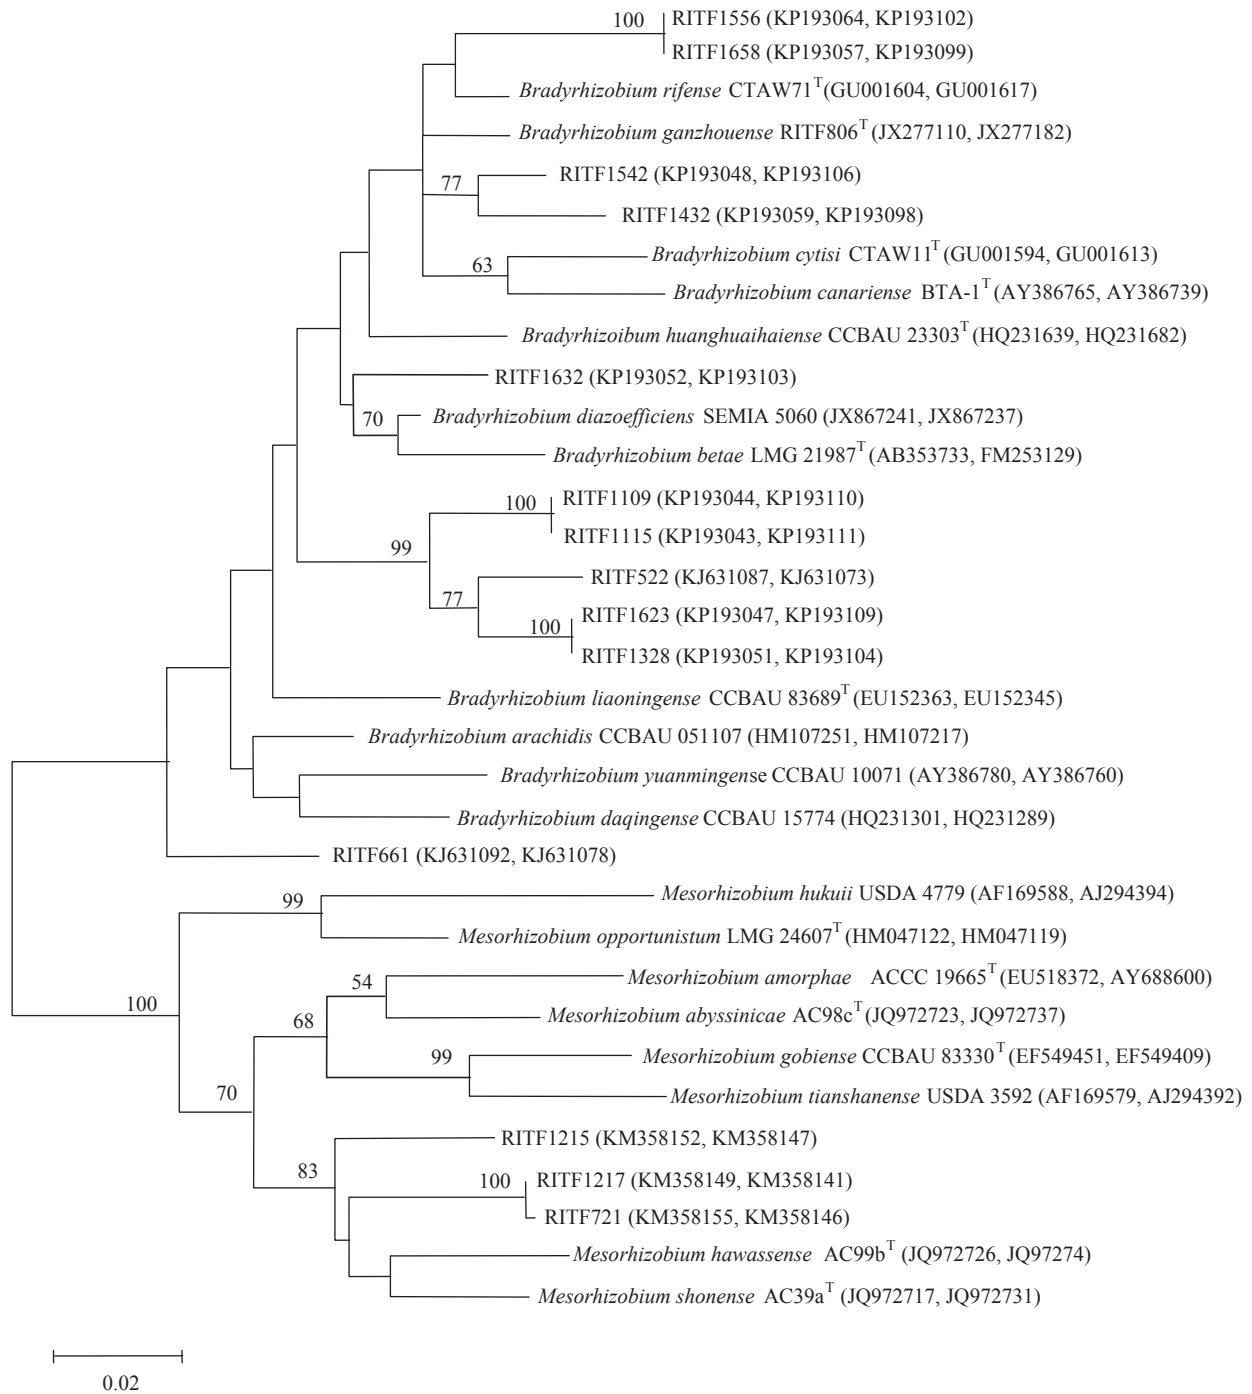 100
RITF1556 (KP193064, KP193102)
RITF1658 (KP193057, KP193099)
Bradyrhizobium rifense CTAW71T (GU001604, GU001617)
Bradyrhizobium ganzhouense RITF806T (JX277110, JX277182)
77
RITF1542 (KP193048, KP193106)
RITF1432 (KP193059, KP193098)
63
Bradyrhizobium cytisi CTAW11T (GU001594, GU001613)
Bradyrhizobium canariense BTA-1T (AY386765, AY386739)
Bradyrhizoibum huanghuaihaiense CCBAU 23303T (HQ231639, HQ231682)
RITF1632 (KP193052, KP193103)
70
Bradyrhizobium diazoefficiens SEMIA 5060 (JX867241, JX867237)
Bradyrhizobium betae LMG 21987T (AB353733, FM253129)
100
RITF1109 (KP193044, KP193110)
RITF1115 (KP193043, KP193111)
99
RITF522 (KJ631087, KJ631073)
77
RITF1623 (KP193047, KP193109)
100
RITF1328 (KP193051, KP193104)
Bradyrhizobium liaoningense CCBAU 83689T (EU152363, EU152345)
Bradyrhizobium arachidis CCBAU 051107 (HM107251, HM107217)
Bradyrhizobium yuanmingense CCBAU 10071 (AY386780, AY386760)
Bradyrhizobium daqingense CCBAU 15774 (HQ231301, HQ231289)
RITF661 (KJ631092, KJ631078)
99
Mesorhizobium hukuii USDA 4779 (AF169588, AJ294394)
Mesorhizobium opportunistum LMG 24607T (HM047122, HM047119)
100
54
Mesorhizobium amorphae ACCC 19665T (EU518372, AY688600)
Mesorhizobium abyssinicae AC98cT (JQ972723, JQ972737)
68
99
Mesorhizobium gobiense CCBAU 83330T (EF549451, EF549409)
Mesorhizobium tianshanense USDA 3592 (AF169579, AJ294392)
70
RITF1215 (KM358152, KM358147)
83
100
RITF1217 (KM358149, KM358141)
RITF721 (KM358155, KM358146)
Mesorhizobium hawassense AC99bT (JQ972726, JQ97274)
Mesorhizobium shonense AC39aT (JQ972717, JQ972731)
0.02